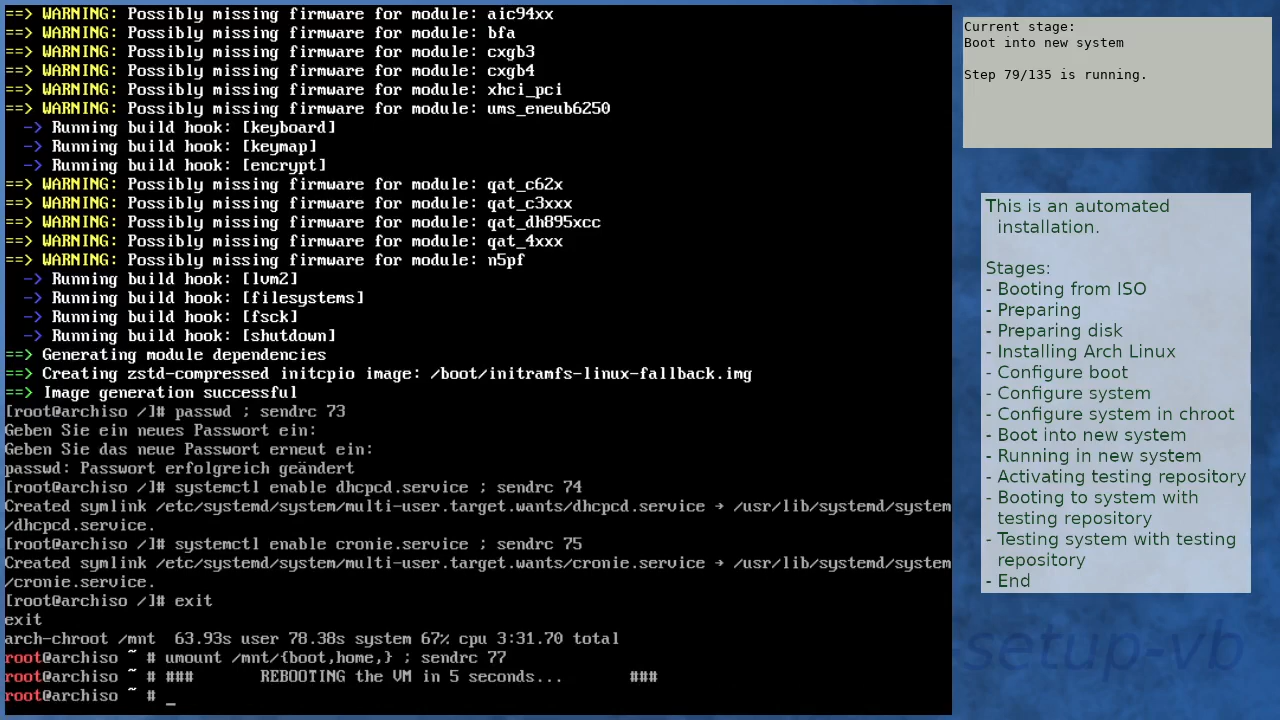 ==> WARNING: Possibly missing firmware for module: aic94xx
==> WARNING: Possibly missing firmware for module: bfa
==> WARNING: Possibly missing firmware for module: cxgb3
==> WARNING: Possibly missing firmware for module: cxgb4
==> WARNING: Possibly missing firmware for module: xhci_pci
==> WARNING: Possibly missing firmware for module: ums_eneub6250
  -> Running build hook: [keyboard]
  -> Running build hook: [keymap]
  -> Running build hook: [encrypt]
==> WARNING: Possibly missing firmware for module: qat_c62x
==> WARNING: Possibly missing firmware for module: qat_c3xxx
==> WARNING: Possibly missing firmware for module: qat_dh895xcc
==> WARNING: Possibly missing firmware for module: qat_4xxx
==> WARNING: Possibly missing firmware for module: n5pf
  -> Running build hook: [lvm2]
  -> Running build hook: [filesystems]
  -> Running build hook: [fsck]
  -> Running build hook: [shutdown]
==> Generating module dependencies
==> Creating zstd-compressed initcpio image: /boot/initramfs-linux-fallback.img
==> Image generation successful
[root@archiso /]# passwd ; sendrc 73
Geben Sie ein neues Passwort ein:
Geben Sie das neue Passwort erneut ein:
passwd: Passwort erfolgreich geändert
[root@archiso /]# systemctl enable dhcpcd.service ; sendrc 74
Created symlink /etc/systemd/system/multi-user.target.wants/dhcpcd.service → /usr/lib/systemd/system
/dhcpcd.service.
[root@archiso /]# systemctl enable cronie.service ; sendrc 75
Created symlink /etc/systemd/system/multi-user.target.wants/cronie.service → /usr/lib/systemd/system
/cronie.service.
[root@archiso /]# exit
exit
arch-chroot /mnt  63.93s user 78.38s system 67% cpu 3:31.70 total
root@archiso ~ # umount /mnt/{boot,home,} ; sendrc 77
root@archiso ~ # ###       REBOOTING the VM in 5 seconds...       ###
root@archiso ~ # _
Current stage:
Boot into new system
Step 79/135 is running.
This is an automated
installation.
Stages:
- Booting from ISO
- Preparing
- Preparing disk
- Installing Arch Linux
- Configure boot
- Configure system
- Configure system in chroot
- Boot into new system
- Running in new system
- Activating testing repository
- Booting to system with
testing repository
- Testing system with testing
repository
- End
setup-vb